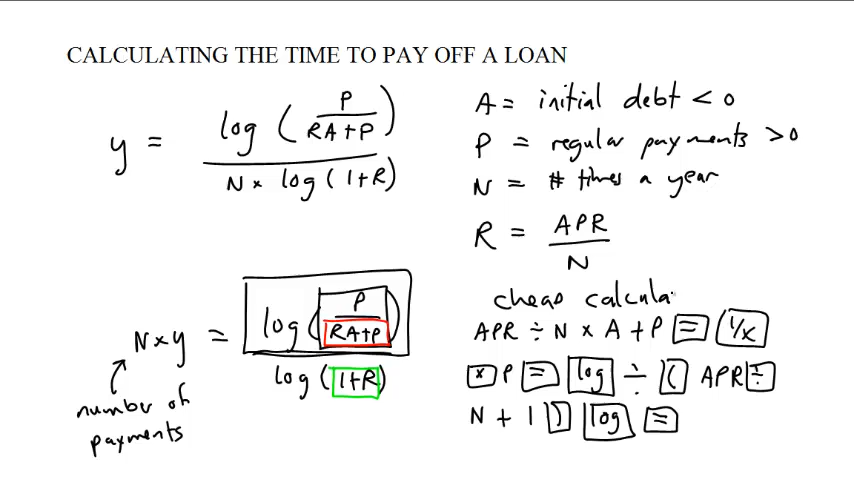 CALCULATING THE TIME TO PAY OFF A LOAN
y = log ( P / RA+P ) / N × log (1+R)
A = initial debt < 0
P = regular payments > 0
N = # times a year
R = APR / N
N × y = log ( P / RA+P ) / log ( 1+R )
number of
payments
cheap calcula
APR ÷ N × A + P = 1/x
× P = log ÷ ( APR ÷
N + 1 ) log =